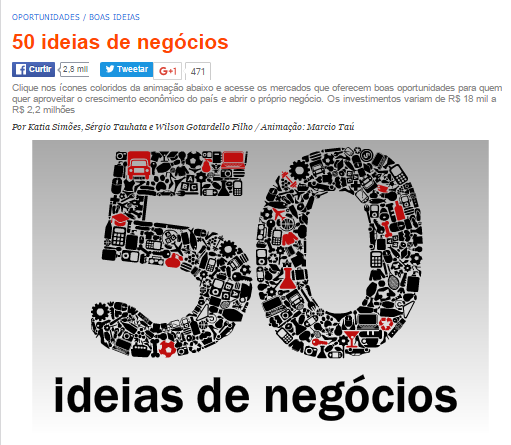 OPORTUNIDADES / BOAS IDEIAS
50 ideias de negócios
Curtir 2,8 mil Tweetar G+1 471
Clique nos ícones coloridos da animação abaixo e acesse os mercados que oferecem boas oportunidades para quem
quer aproveitar o crescimento econômico do país e abrir o próprio negócio. Os investimentos variam de R$ 18 mil a
R$ 2,2 milhões
Por Katia Simões, Sérgio Tauhata e Wilson Gotardello Filho / Animação: Marcio Taú
50
ideias de negócios